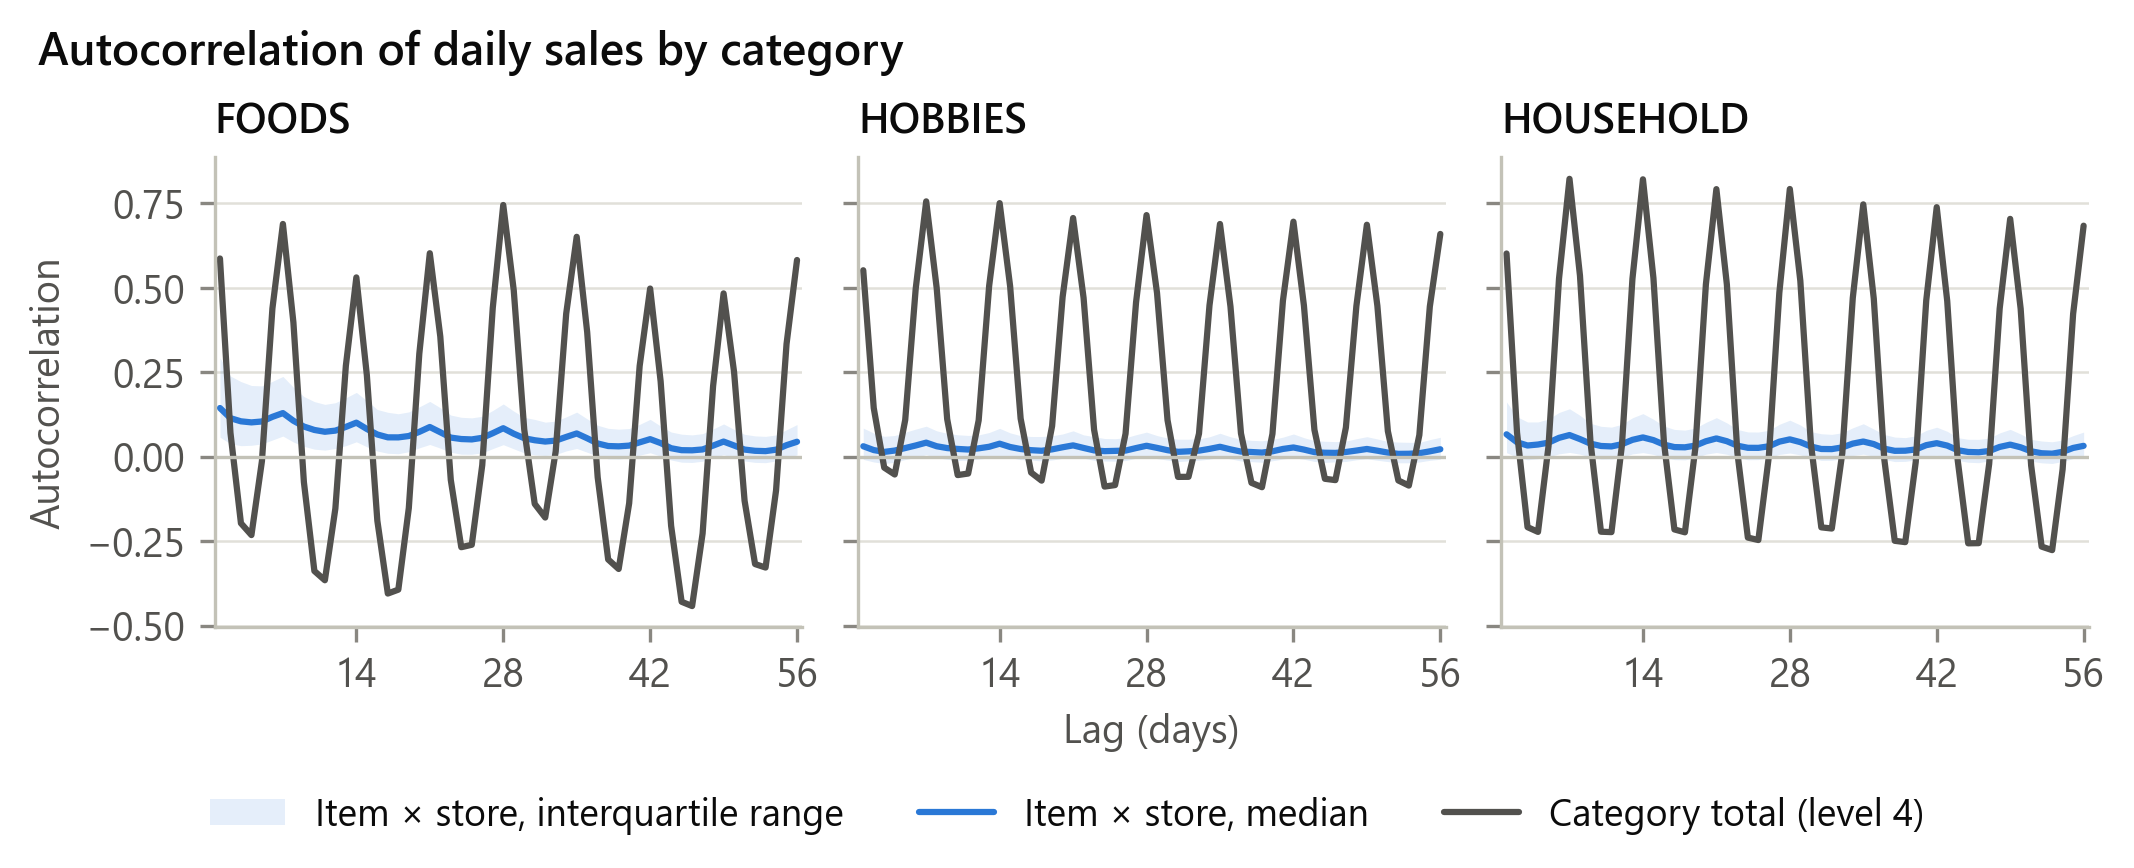 Autocorrelation of daily sales by category
FOODS
HOBBIES
HOUSEHOLD
Autocorrelation
0.75
0.50
0.25
0.00
−0.25
−0.50
14 28 42 56
14 28 42 56
14 28 42 56
Lag (days)
Item × store, interquartile range
Item × store, median
Category total (level 4)